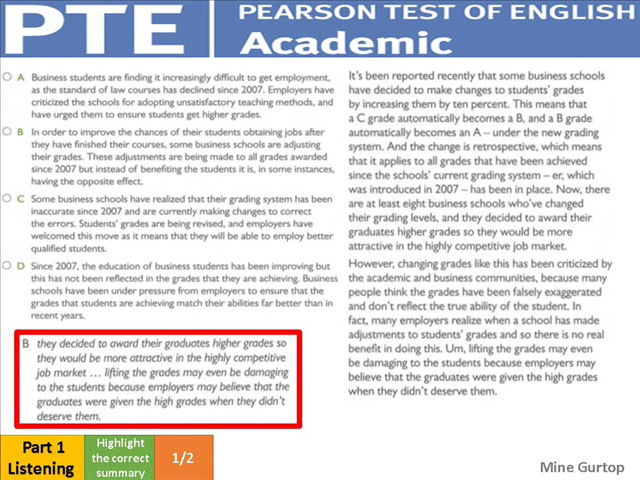 PTE
PEARSON TEST OF ENGLISH
Academic
A Business students are finding it increasingly difficult to get employment,
as the standard of law courses has declined since 2007. Employers have
criticized the schools for adopting unsatisfactory teaching methods, and
have urged them to ensure students get higher grades.
B In order to improve the chances of their students obtaining jobs after
they have finished their courses, some business schools are adjusting
their grades. These adjustments are being made to all grades awarded
since 2007 but instead of benefiting the students it is, in some instances,
having the opposite effect.
C Some business schools have realized that their grading system has been
inaccurate since 2007 and are currently making changes to correct
the errors. Students' grades are being revised, and employers have
welcomed this move as it means that they will be able to employ better
qualified students.
D Since 2007, the education of business students has been improving but
this has not been reflected in the grades that they are achieving. Business
schools have been under pressure from employers to ensure that the
grades that students are achieving match their abilities far better than in
recent years.
B they decided to award their graduates higher grades so
they would be more attractive in the highly competitive
job market ... lifting the grades may even be damaging
to the students because employers may believe that the
graduates were given the high grades when they didn't
deserve them.
It's been reported recently that some business schools
have decided to make changes to students' grades
by increasing them by ten percent. This means that
a C grade automatically becomes a B, and a B grade
automatically becomes an A – under the new grading
system. And the change is retrospective, which means
that it applies to all grades that have been achieved
since the schools' current grading system – er, which
was introduced in 2007 – has been in place. Now, there
are at least eight business schools who've changed
their grading levels, and they decided to award their
graduates higher grades so they would be more
attractive in the highly competitive job market.
However, changing grades like this has been criticized by
the academic and business communities, because many
people think the grades have been falsely exaggerated
and don't reflect the true ability of the student. In
fact, many employers realize when a school has made
adjustments to students' grades and so there is no real
benefit in doing this. Um, lifting the grades may even
be damaging to the students because employers may
believe that the graduates were given the high grades
when they didn't deserve them.
Part 1
Listening
Highlight
the correct
summary
1/2
Mine Gurtop